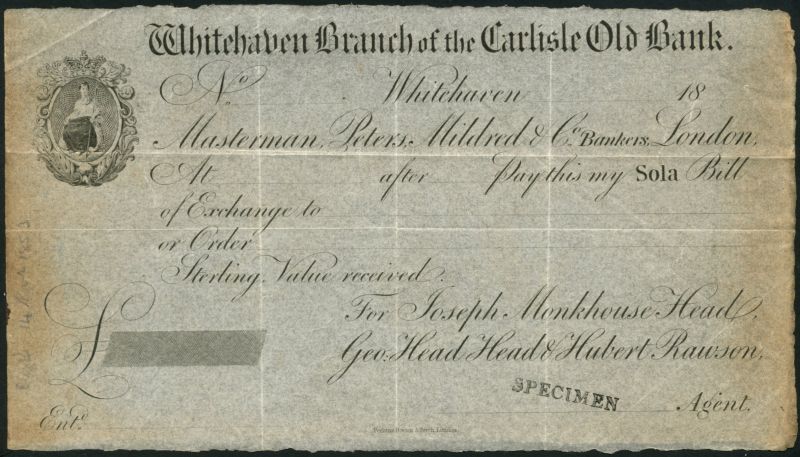 Whitehaven Branch of the Carlisle Old Bank.
No. Whitehaven 18
Masterman, Peters, Mildred & Co. Bankers, London,
At after Pay this my Sola Bill
of Exchange to
or Order
Sterling, Value received.
For Joseph Monkhouse Head,
£ Geo: Head Head & Hubert Rawson,
SPECIMEN Agent.
Entd.
London.